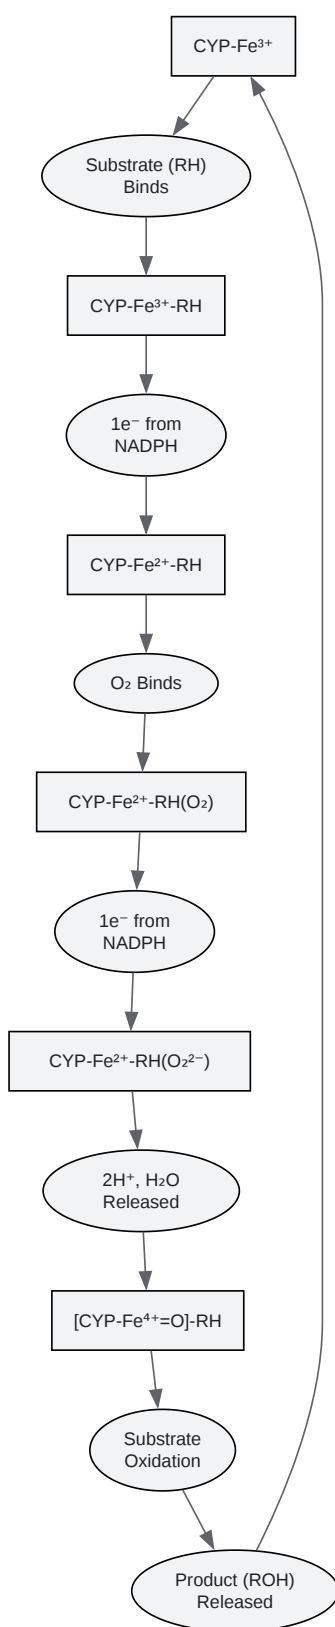 CYP-Fe³⁺
Substrate (RH)
Binds
CYP-Fe³⁺-RH
1e⁻ from
NADPH
CYP-Fe²⁺-RH
O₂ Binds
CYP-Fe²⁺-RH(O₂)
1e⁻ from
NADPH
CYP-Fe²⁺-RH(O₂²⁻)
2H⁺, H₂O
Released
[CYP-Fe⁴⁺=O]-RH
Substrate
Oxidation
Product (ROH)
Released